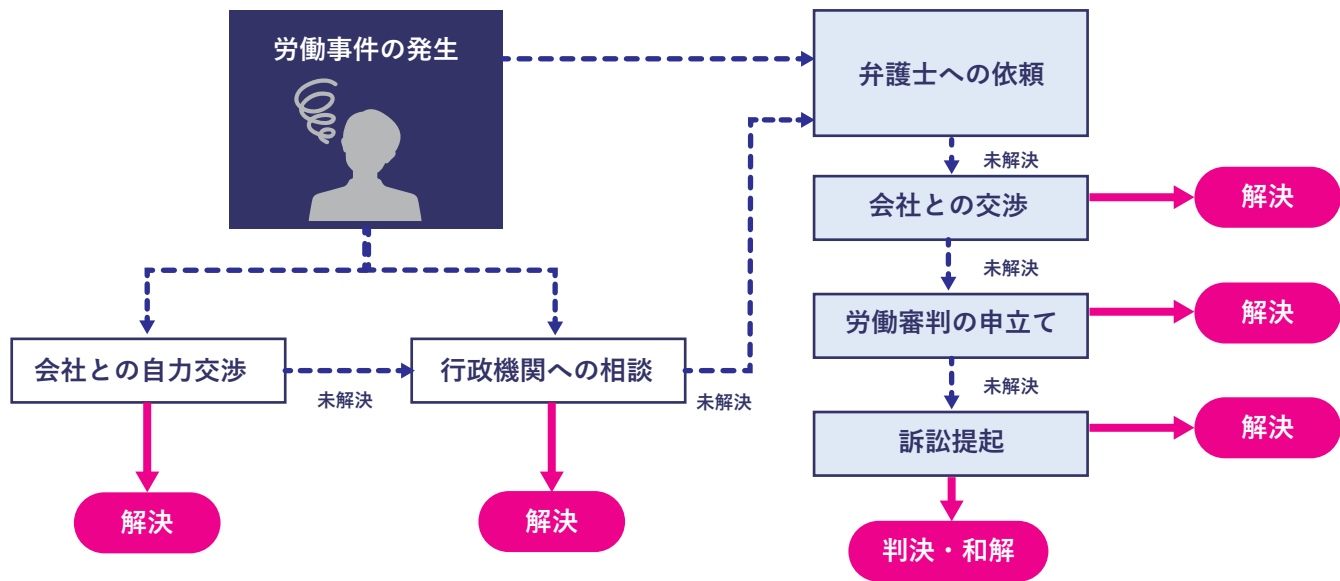 労働事件の発生
弁護士への依頼
未解決
会社との交渉
解決
未解決
労働審判の申立て
解決
未解決
訴訟提起
解決
判決・和解
会社との自力交渉
未解決
行政機関への相談
未解決
解決
解決